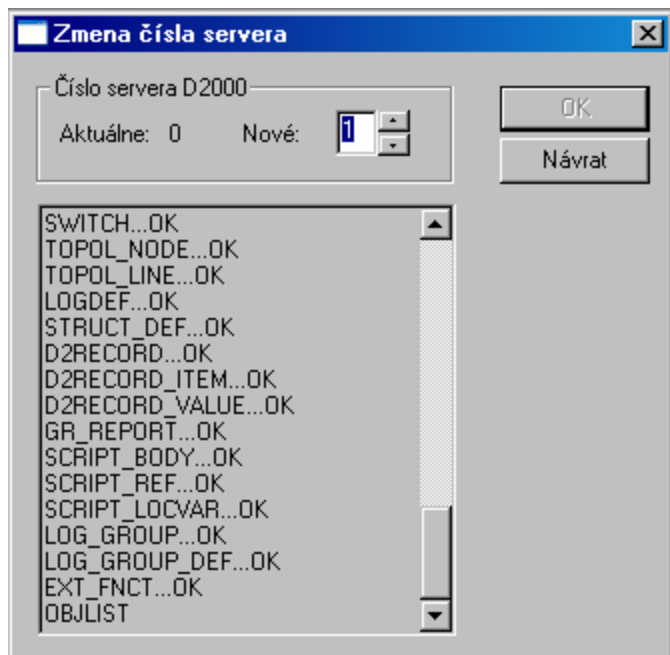 Zmena čísla servera
Číslo servera D2000
Aktuálne: 0 Nové: 1
OK
Návrat
SWITCH...OK
TOPOL_NODE...OK
TOPOL_LINE...OK
LOGDEF...OK
STRUCT_DEF...OK
D2RECORD...OK
D2RECORD_ITEM...OK
D2RECORD_VALUE...OK
GR_REPORT...OK
SCRIPT_BODY...OK
SCRIPT_REF...OK
SCRIPT_LOCVAR...OK
LOG_GROUP...OK
LOG_GROUP_DEF...OK
EXT_FNCT...OK
OBJLIST